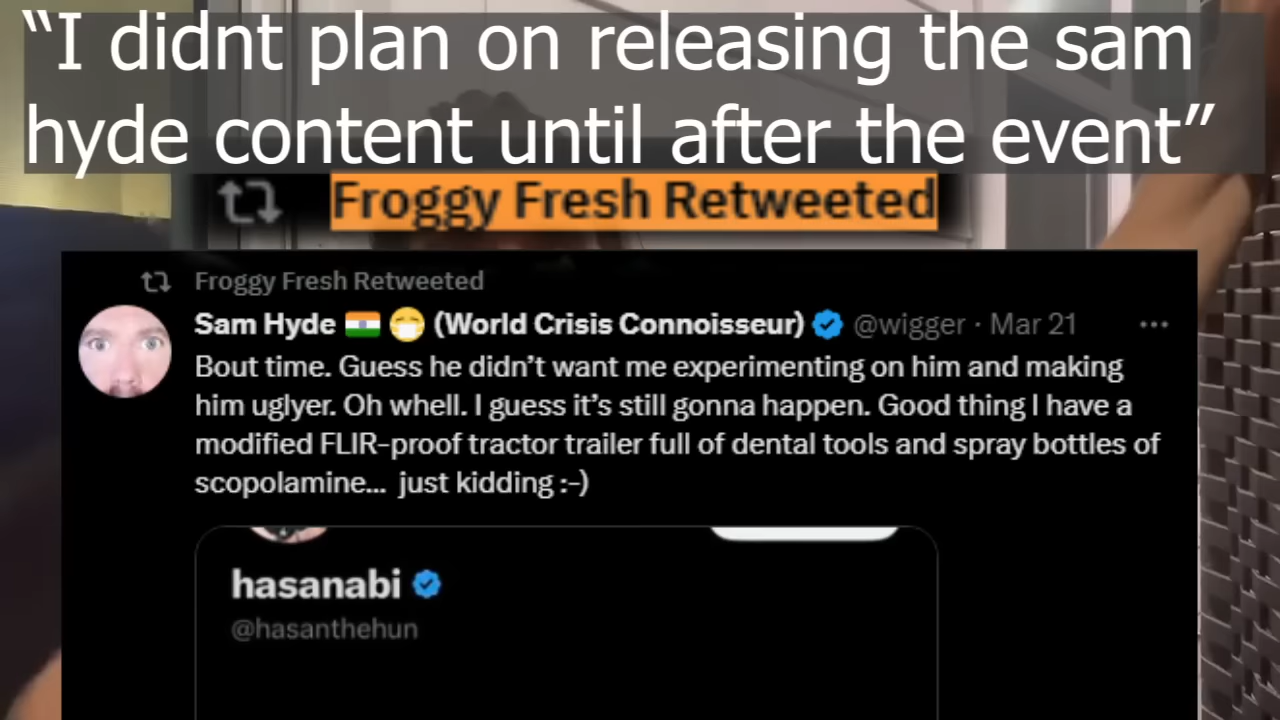 “I didnt plan on releasing the sam
hyde content until after the event”
Froggy Fresh Retweeted
Froggy Fresh Retweeted
Sam Hyde 🇮🇳 😷 (World Crisis Connoisseur) @wigger · Mar 21 ...
Bout time. Guess he didn’t want me experimenting on him and making
him uglyer. Oh whell. I guess it’s still gonna happen. Good thing I have a
modified FLIR-proof tractor trailer full of dental tools and spray bottles of
scopolamine... just kidding :-)
hasanabi
@hasanthehun